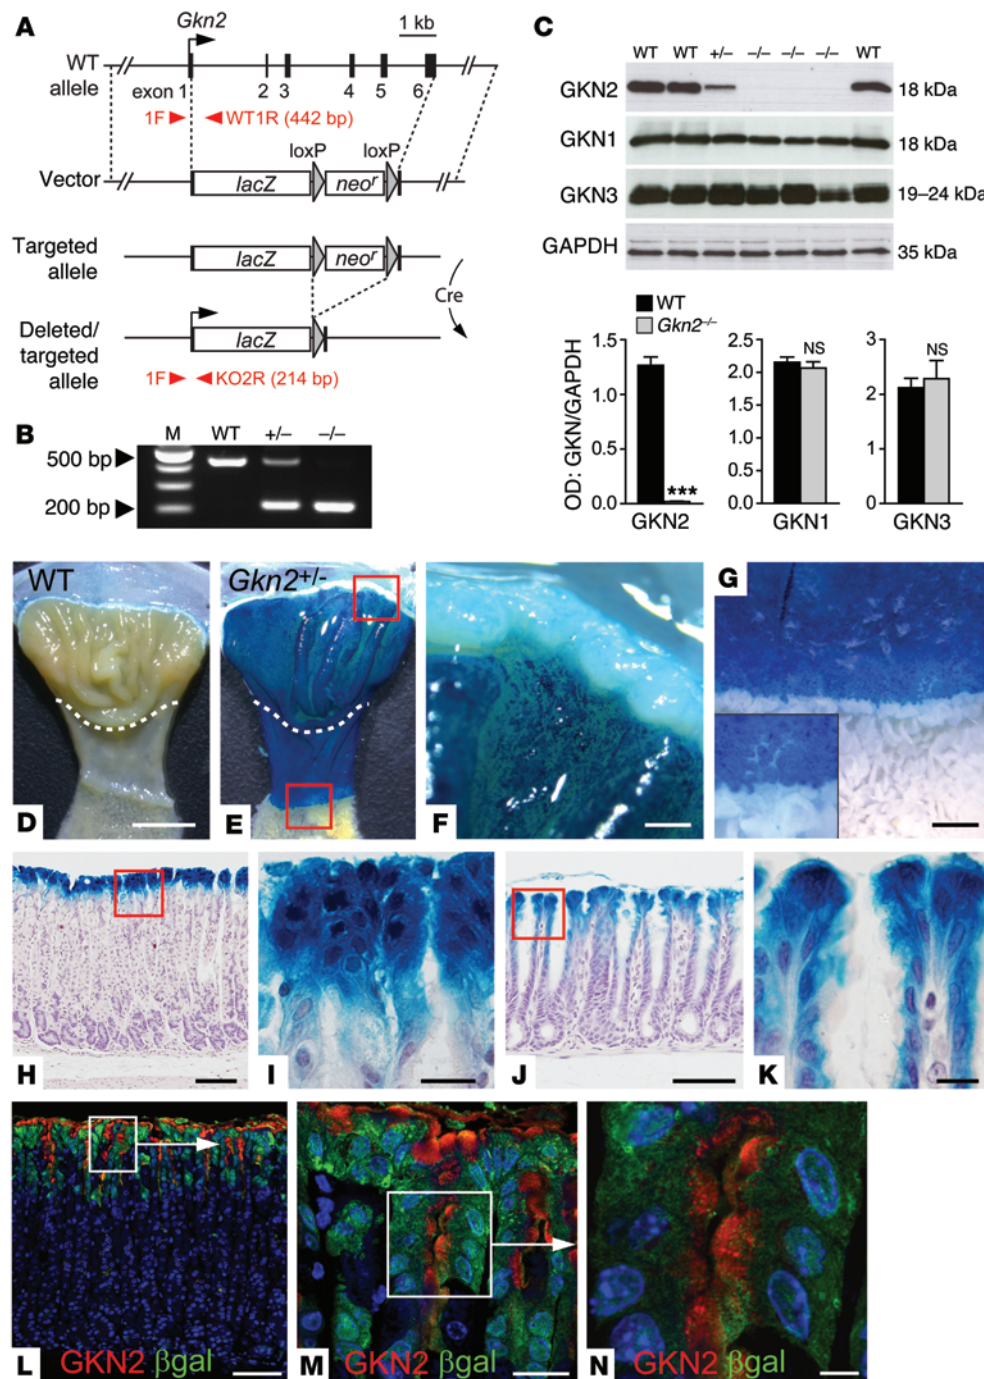 A
Gkn2
1 kb
WT
allele
exon 1 2 3 4 5 6
1F WT1R (442 bp)
loxP loxP
Vector
lacZ neoʳ
Targeted
allele
lacZ neoʳ
Cre
Deleted/
targeted
allele
lacZ
1F KO2R (214 bp)
B
M WT +/– –/–
500 bp
200 bp
C
WT WT +/– –/– –/– –/– WT
GKN2 18 kDa
GKN1 18 kDa
GKN3 19–24 kDa
GAPDH 35 kDa
WT
Gkn2–/–
OD: GKN/GAPDH
1.5
1.0
0.5
0.0
***
GKN2
2.5
2.0
1.5
1.0
0.5
0.0
NS
GKN1
3
2
1
0
NS
GKN3
WT
D
Gkn2+/-
E
F
G
H
I
J
K
L
GKN2 βgal
M
GKN2 βgal
N
GKN2 βgal